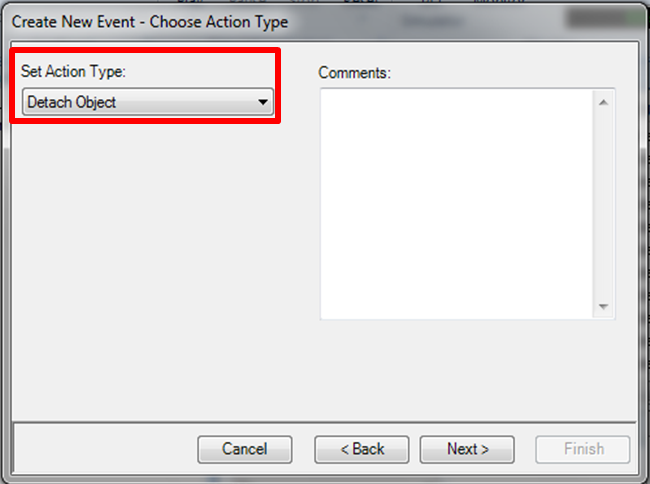 Create New Event - Choose Action Type
Set Action Type:
Detach Object
Comments:
Cancel
< Back
Next >
Finish